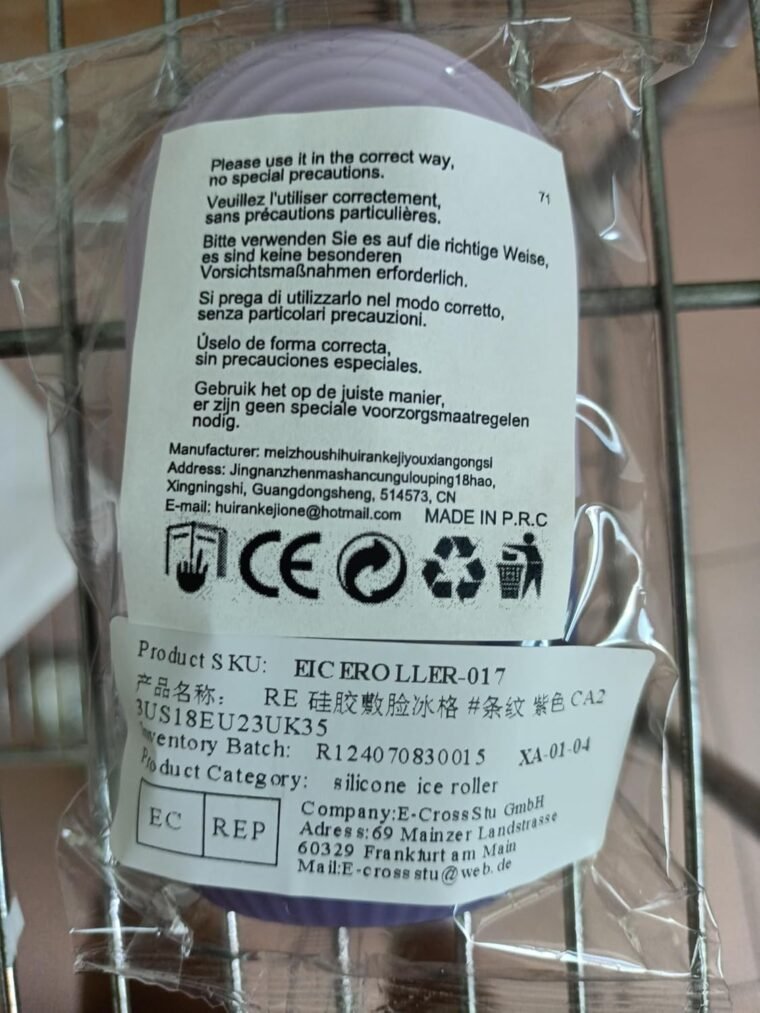 Please use it in the correct way,
no special precautions.
71
Veuillez l'utiliser correctement,
sans précautions particulières.
Bitte verwenden Sie es auf die richtige Weise,
es sind keine besonderen
Vorsichtsmaßnahmen erforderlich.
Si prega di utilizzarlo nel modo corretto,
senza particolari precauzioni.
Úselo de forma correcta,
sin precauciones especiales.
Gebruik het op de juiste manier,
er zijn geen speciale voorzorgsmaatregelen
nodig.
Manufacturer: meizhoushihuirankejiyouxiangongsi
Address: Jingnanzhenmashancungulouping18hao,
Xingningshi, Guangdongsheng, 514573, CN
E-mail: huirankejione@hotmail.com MADE IN P.R.C
CE
Product SKU: EICEROLLER-017
产品名称: RE 硅胶敷脸冰格 #条纹 紫色 CA2
3US18EU23UK35
Inventory Batch: R124070830015 XA-01-04
Product Category: silicone ice roller
EC REP
Company:E-CrossStu GmbH
Adress:69 Mainzer Landstrasse
60329 Frankfurt am Main
Mail:E-crossstu@web.de